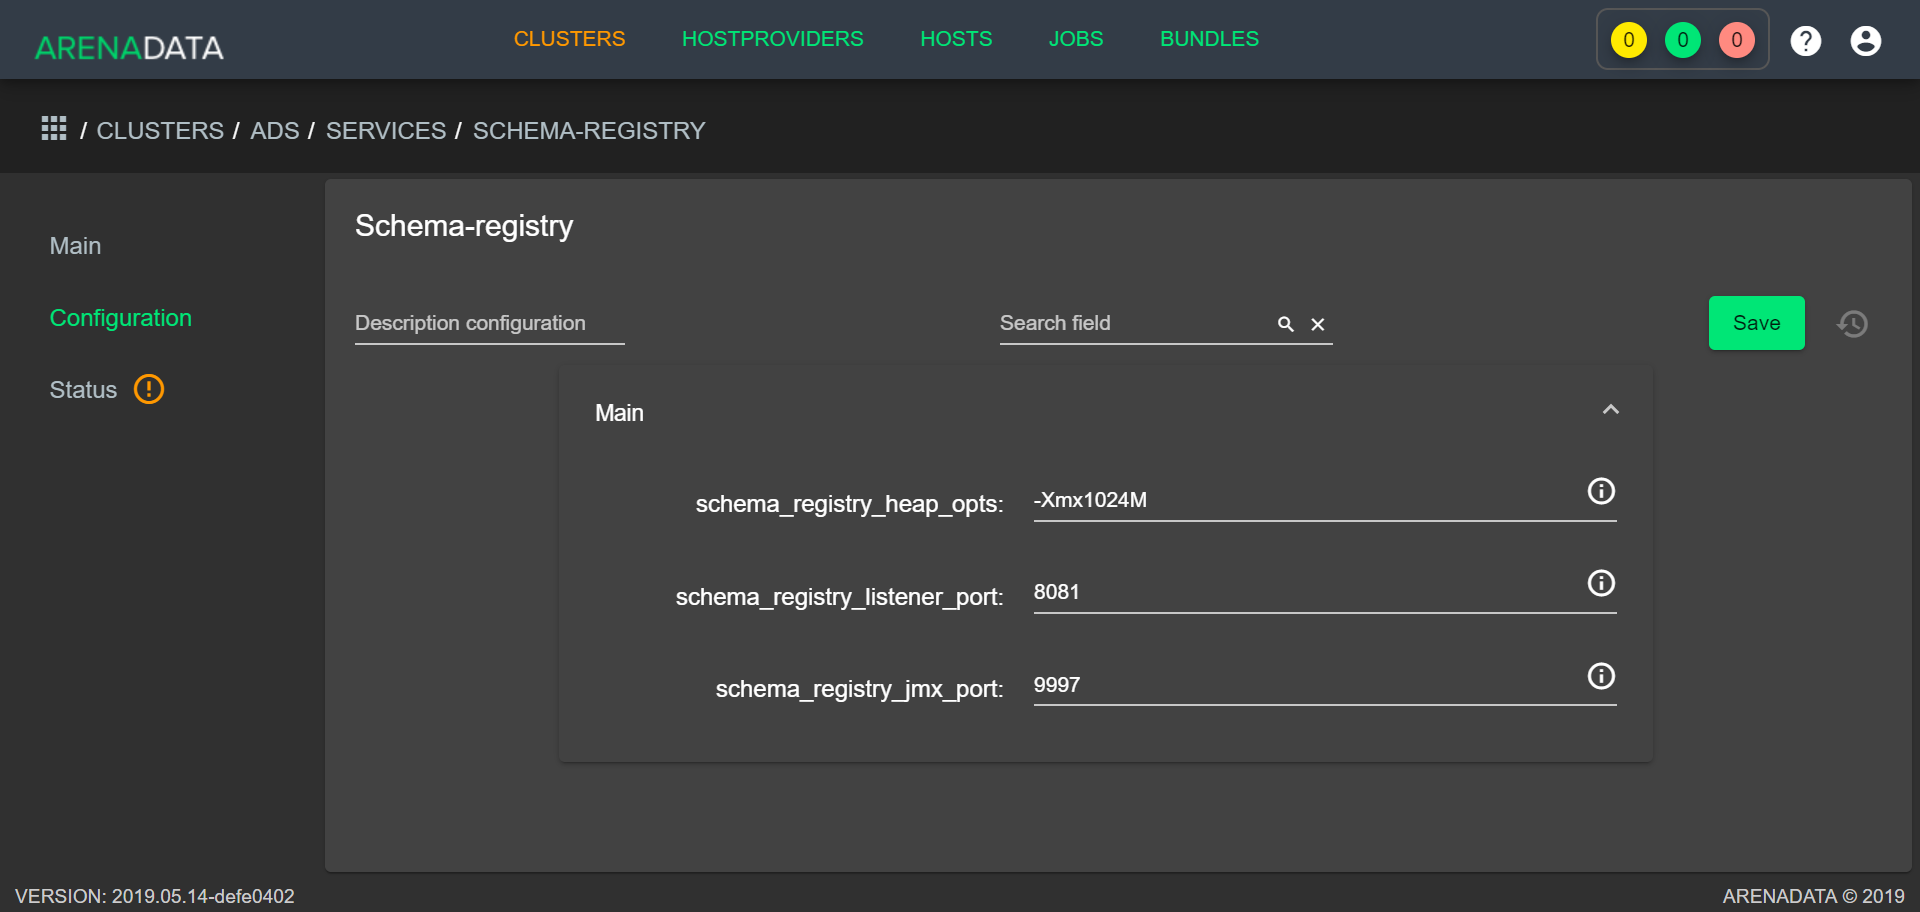 ARENADATA CLUSTERS HOSTPROVIDERS HOSTS JOBS BUNDLES 0 0 0 ?
/ CLUSTERS / ADS / SERVICES / SCHEMA-REGISTRY
Main
Configuration
Status !
Schema-registry
Description configuration Search field Save
Main
schema_registry_heap_opts: -Xmx1024M
schema_registry_listener_port: 8081
schema_registry_jmx_port: 9997
VERSION: 2019.05.14-defe0402 ARENADATA © 2019